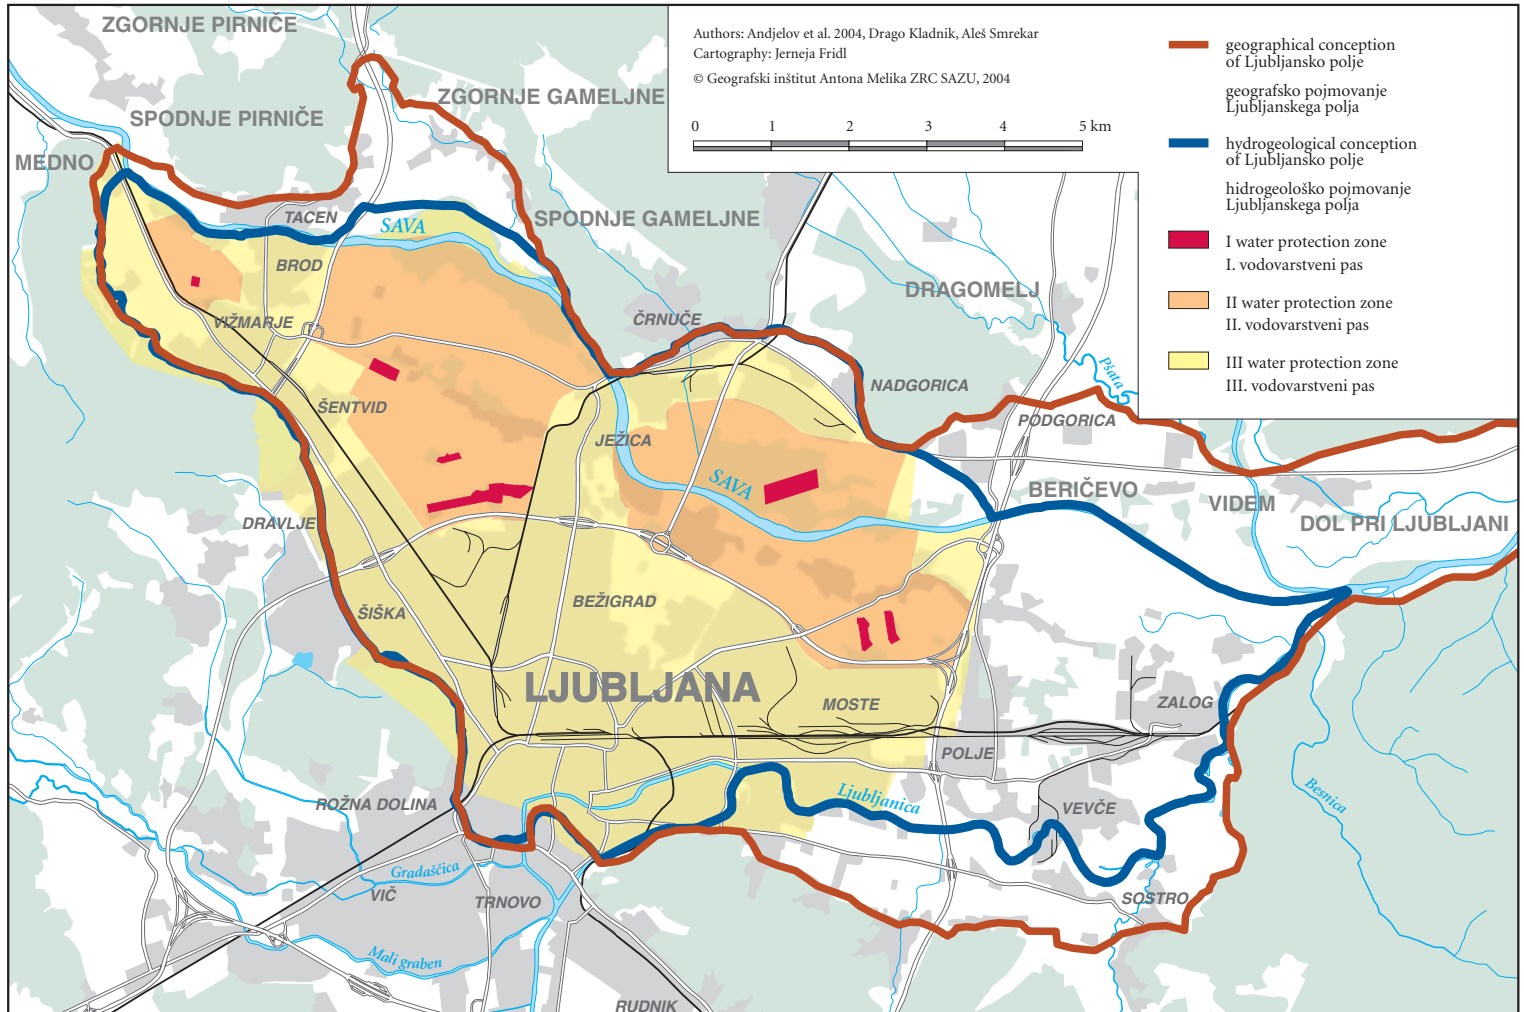 Authors: Andjelov et al. 2004, Drago Kladnik, Aleš Smrekar
Cartography: Jerneja Fridl
© Geografski inštitut Antona Melika ZRC SAZU, 2004
0 1 2 3 4 5 km
geographical conception
of Ljubljansko polje
geografsko pojmovanje
Ljubljanskega polja
hydrogeological conception
of Ljubljansko polje
hidrogeološko pojmovanje
Ljubljanskega polja
I water protection zone
I. vodovarstveni pas
II water protection zone
II. vodovarstveni pas
III water protection zone
III. vodovarstveni pas
ZGORNJE PIRNIČE
ZGORNJE GAMELJNE
SPODNJE PIRNIČE
MEDNO
TACEN
SAVA
SPODNJE GAMELJNE
BROD
DRAGOMELJ
VIŽMARJE
ČRNUČE
Pšata
NADGORICA
ŠENTVID
PODGORICA
JEŽICA
SAVA
BERIČEVO
VIDEM
DRAVLJE
DOL PRI LJUBLJANI
BEŽIGRAD
ŠIŠKA
LJUBLJANA
MOSTE
ZALOG
POLJE
Ljubljanica
Besnica
ROŽNA DOLINA
VEVČE
Gradaščica
VIČ
TRNOVO
SOSTRO
Mali graben
RUDNIK